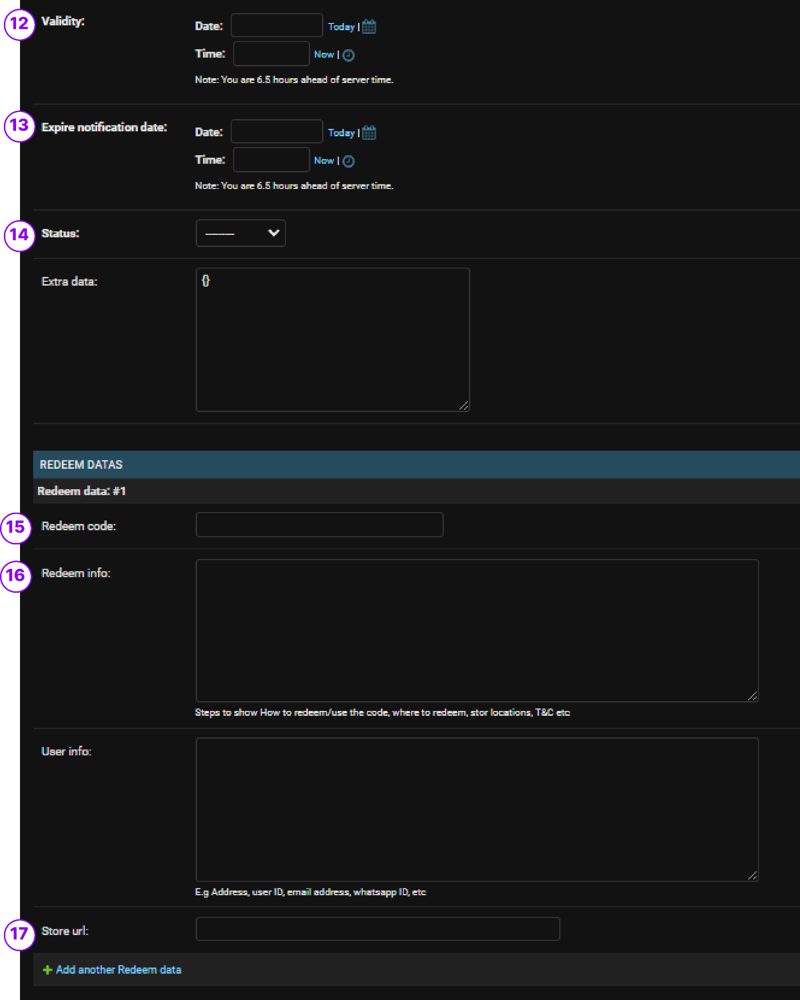 12 Validity:
Date: Today |
Time: Now |
Note: You are 6.5 hours ahead of server time.
13 Expire notification date:
Date: Today |
Time: Now |
Note: You are 6.5 hours ahead of server time.
14 Status: ---------
Extra data: {}
REDEEM DATAS
Redeem data: #1
15 Redeem code:
16 Redeem info:
Steps to show How to redeem/use the code, where to redeem, stor locations, T&C etc
User info:
E.g Address, user ID, email address, whatsapp ID, etc
17 Store url:
Add another Redeem data